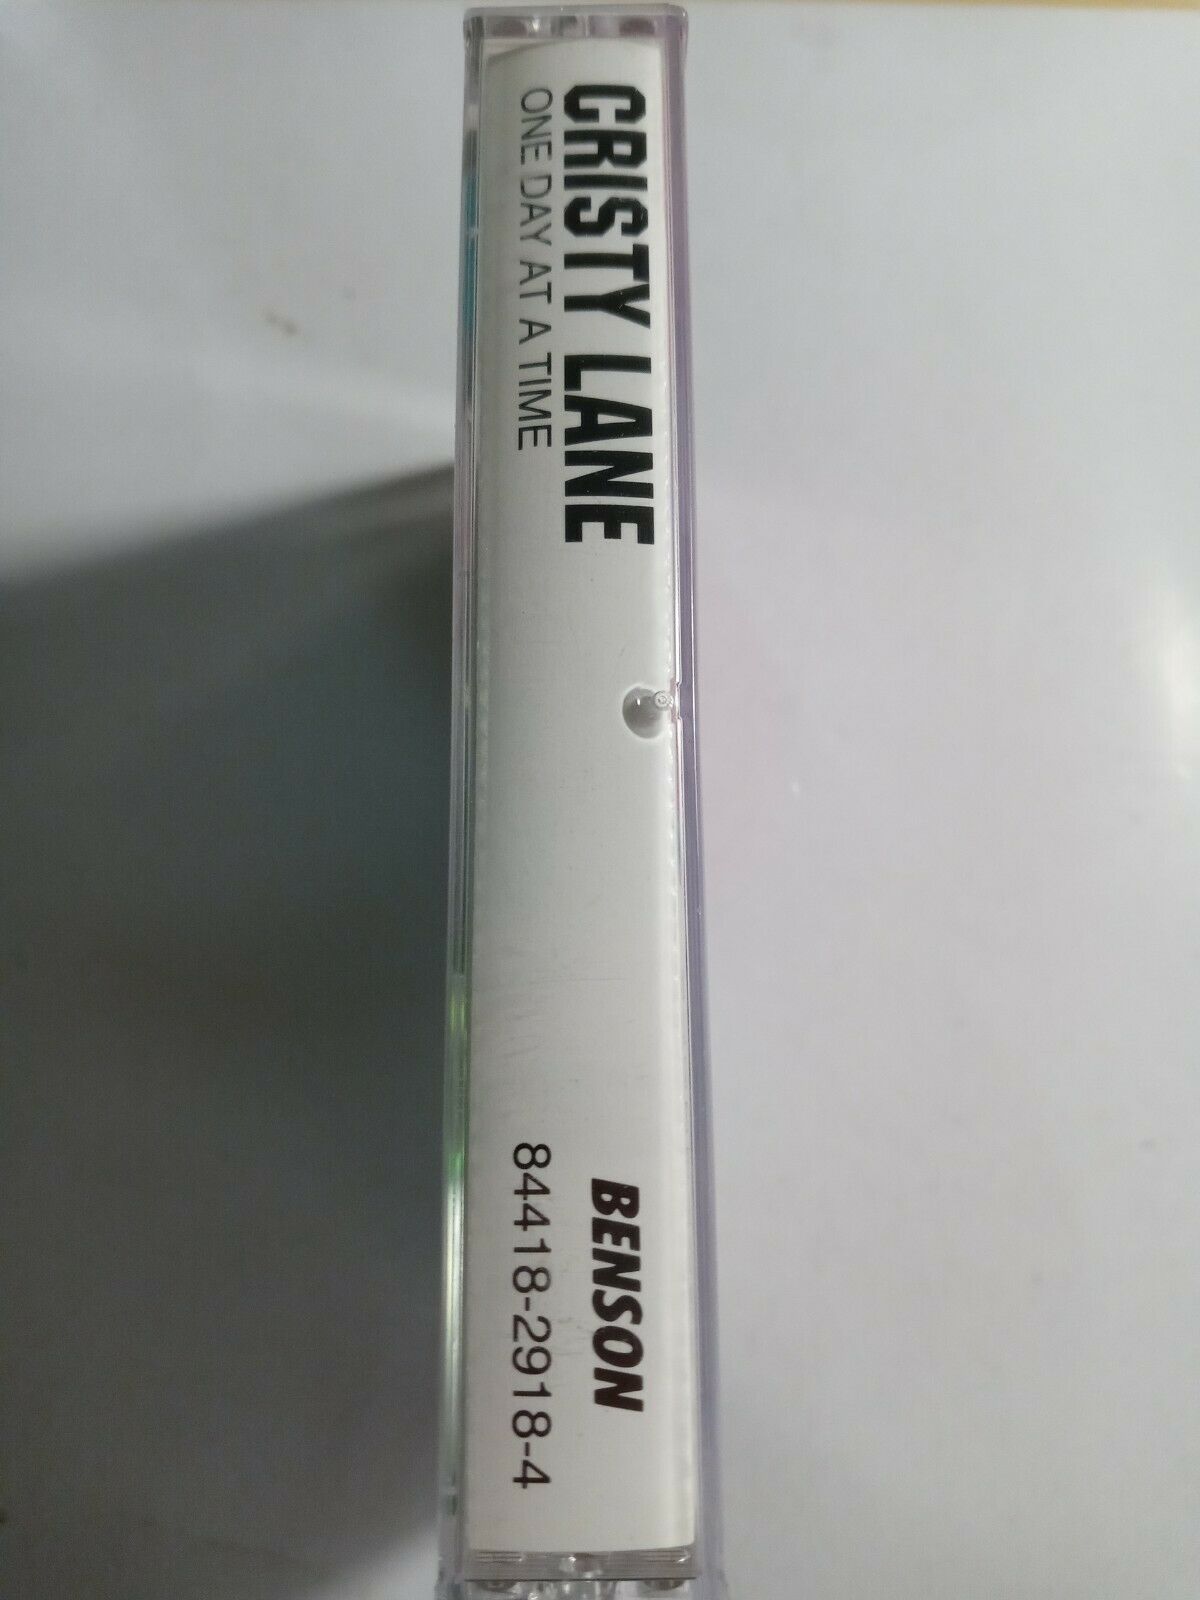 CRISTY LANE
ONE DAY AT A TIME
BENSON
84418-2918-4